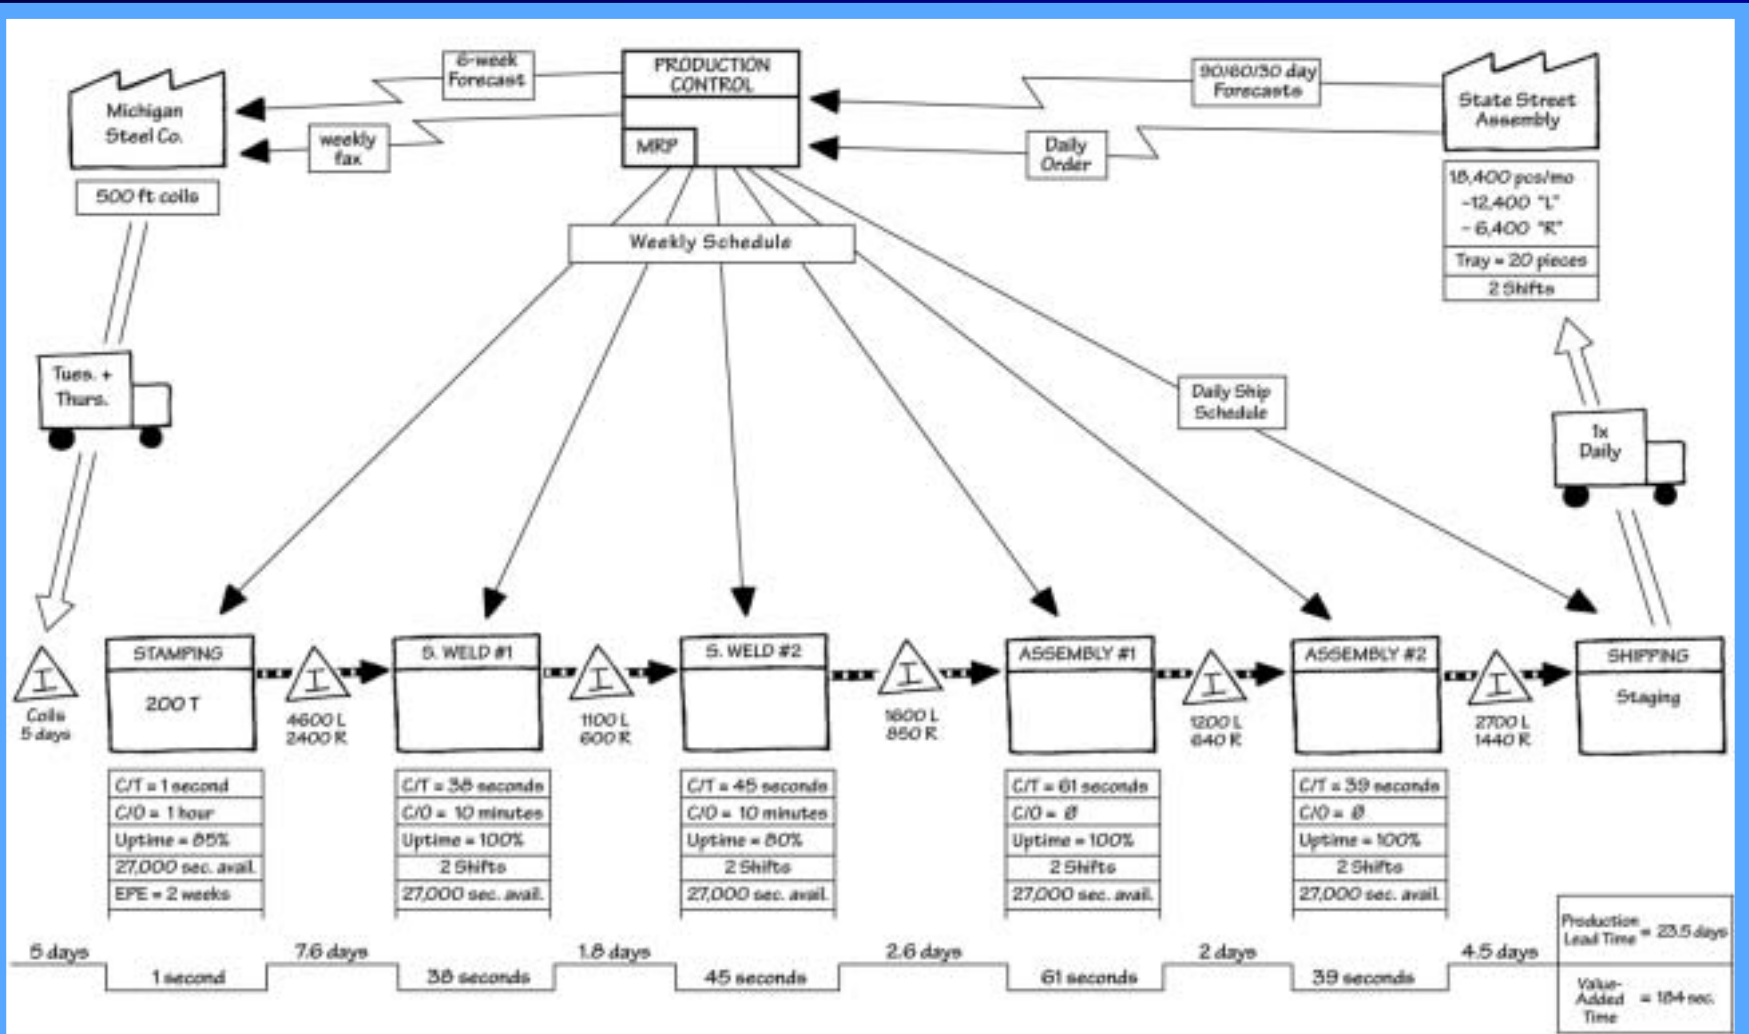 6-week
Forecast
PRODUCTION
CONTROL
90/60/30 day
Forecasts
Michigan
Steel Co.
State Street
Assembly
weekly
fax
MRP
Daily
Order
500 ft coils
18,400 pcs/mo
-12,400 "L"
- 6,400 "R"
Tray = 20 pieces
2 Shifts
Weekly Schedule
Tues. +
Thurs.
Daily Ship
Schedule
1x
Daily
I
Coils
5 days
STAMPING
200 T
I
4600 L
2400 R
S. WELD #1
I
1100 L
600 R
S. WELD #2
I
1600 L
850 R
ASSEMBLY #1
I
1200 L
640 R
ASSEMBLY #2
I
2700 L
1440 R
SHIPPING
Staging
C/T = 1 second
C/O = 1 hour
Uptime = 85%
27,000 sec. avail.
EPE = 2 weeks
C/T = 38 seconds
C/O = 10 minutes
Uptime = 100%
2 Shifts
27,000 sec. avail.
C/T = 45 seconds
C/O = 10 minutes
Uptime = 80%
2 Shifts
27,000 sec. avail.
C/T = 61 seconds
C/O = Ø
Uptime = 100%
2 Shifts
27,000 sec. avail.
C/T = 39 seconds
C/O = Ø
Uptime = 100%
2 Shifts
27,000 sec. avail.
5 days
1 second
7.6 days
38 seconds
1.8 days
45 seconds
2.6 days
61 seconds
2 days
39 seconds
4.5 days
Production
Lead Time = 23.5 days
Value-
Added = 184 sec.
Time